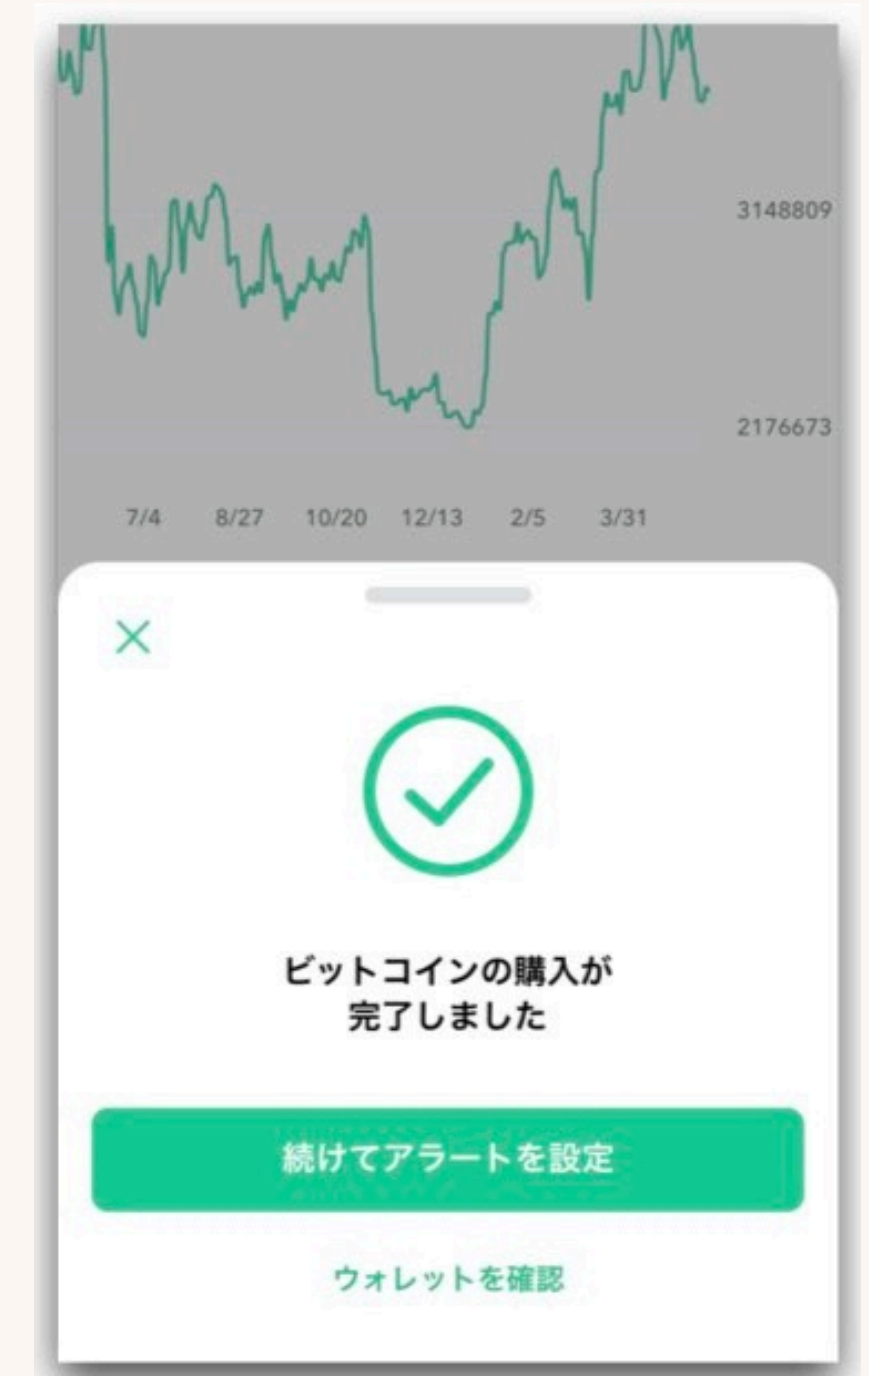 3148809
2176673
7/4 8/27 10/20 12/13 2/5 3/31
ビットコインの購入が
完了しました
続けてアラートを設定
ウォレットを確認